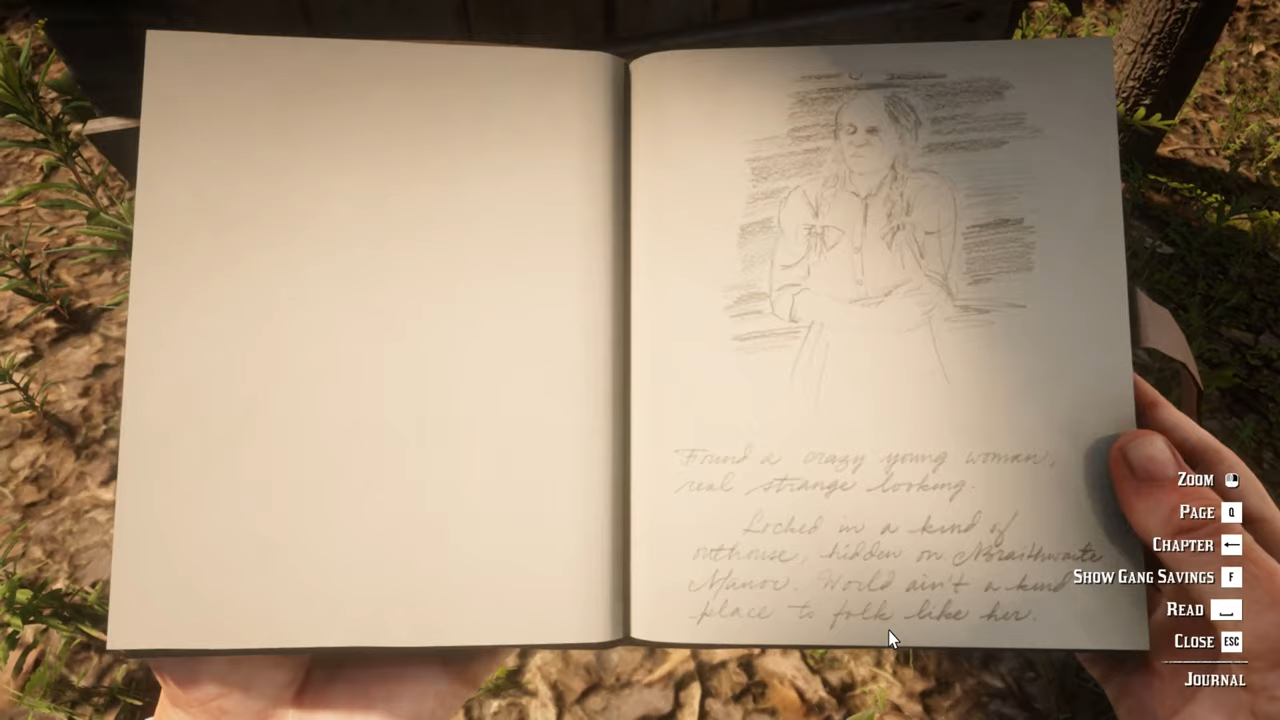 Found a crazy young woman,
real strange looking.
Locked in a kind of
outhouse, hidden on Braithwaite
Manor. World ain't a kind
place to folk like her.
ZOOM
PAGE Q
CHAPTER ←
SHOW GANG SAVINGS F
READ
CLOSE ESC
JOURNAL